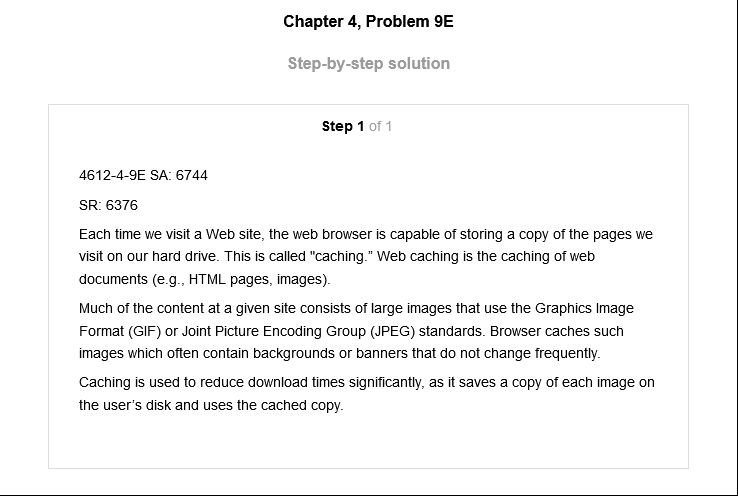 Chapter 4, Problem 9E
Step-by-step solution
Step 1 of 1
4612-4-9E SA: 6744
SR: 6376
Each time we visit a Web site, the web browser is capable of storing a copy of the pages we
visit on our hard drive. This is called "caching.” Web caching is the caching of web
documents (e.g., HTML pages, images).
Much of the content at a given site consists of large images that use the Graphics Image
Format (GIF) or Joint Picture Encoding Group (JPEG) standards. Browser caches such
images which often contain backgrounds or banners that do not change frequently.
Caching is used to reduce download times significantly, as it saves a copy of each image on
the user’s disk and uses the cached copy.